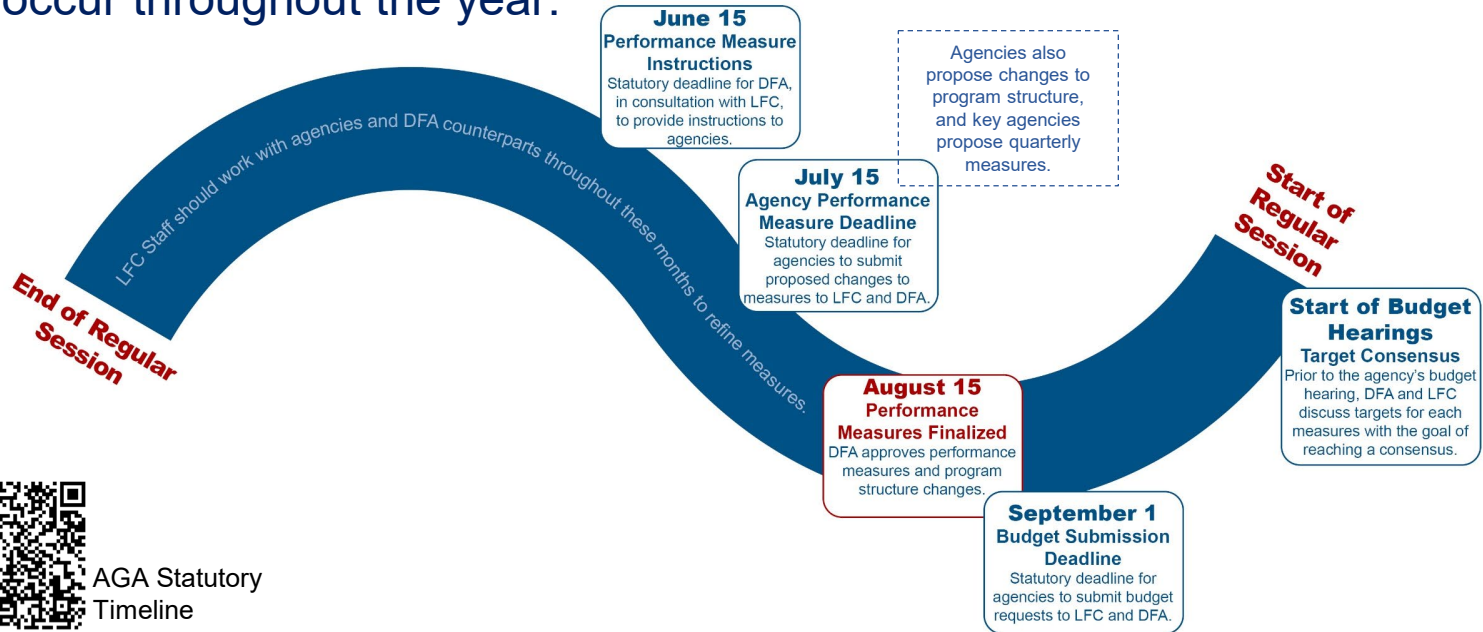 occur throughout the year.
End of Regular
Session
LFC Staff should work with agencies and DFA counterparts throughout these months to refine measures.
June 15
Performance Measure
Instructions
Statutory deadline for DFA,
in consultation with LFC,
to provide instructions to
agencies.
Agencies also
propose changes to
program structure,
and key agencies
propose quarterly
measures.
July 15
Agency Performance
Measure Deadline
Statutory deadline for
agencies to submit
proposed changes to
measures to LFC and DFA.
August 15
Performance
Measures Finalized
DFA approves performance
measures and program
structure changes.
September 1
Budget Submission
Deadline
Statutory deadline for
agencies to submit budget
requests to LFC and DFA.
Start of
Regular
Session
Start of Budget
Hearings
Target Consensus
Prior to the agency's budget
hearing, DFA and LFC
discuss targets for each
measures with the goal of
reaching a consensus.
AGA Statutory
Timeline